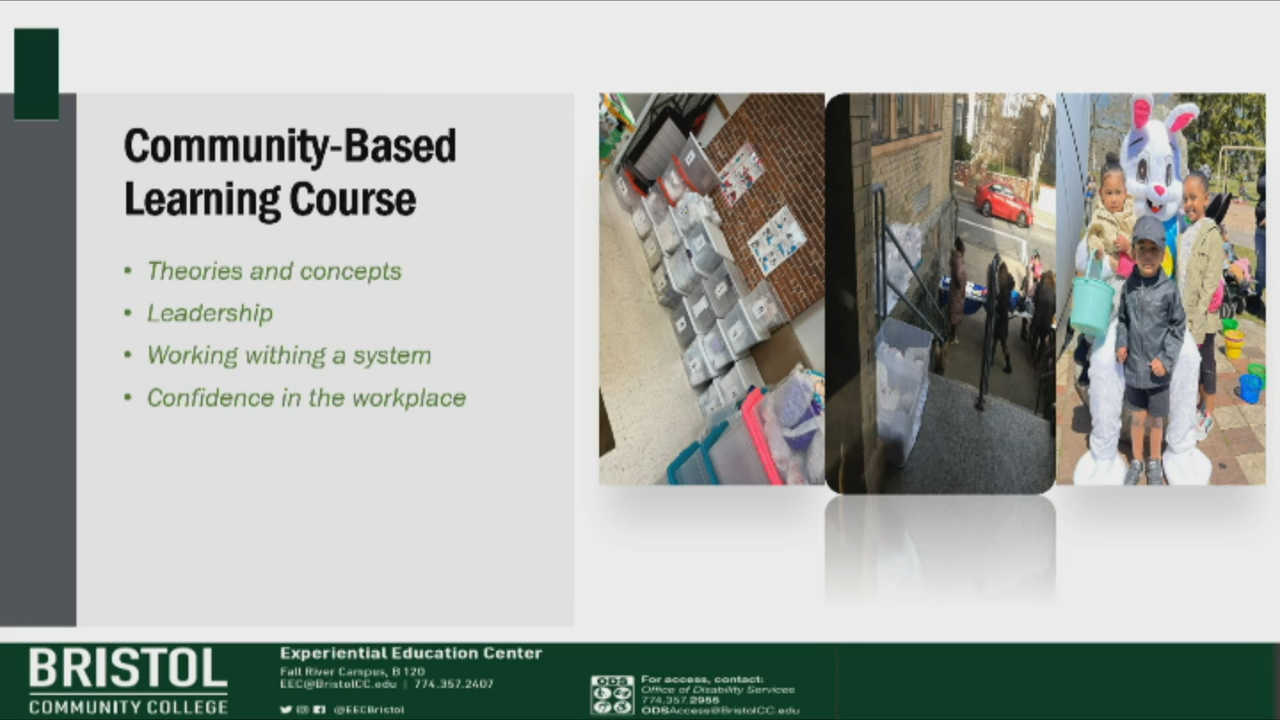 Community-Based
Learning Course
• Theories and concepts
• Leadership
• Working withing a system
• Confidence in the workplace
BRISTOL
COMMUNITY COLLEGE
Experiential Education Center
Fall River Campus, B 120
EEC@BristolCC.edu | 774.357.2407
@EECBristol
ODS
For access, contact:
Office of Disability Services
774.357.2955
ODSAccess@BristolCC.edu